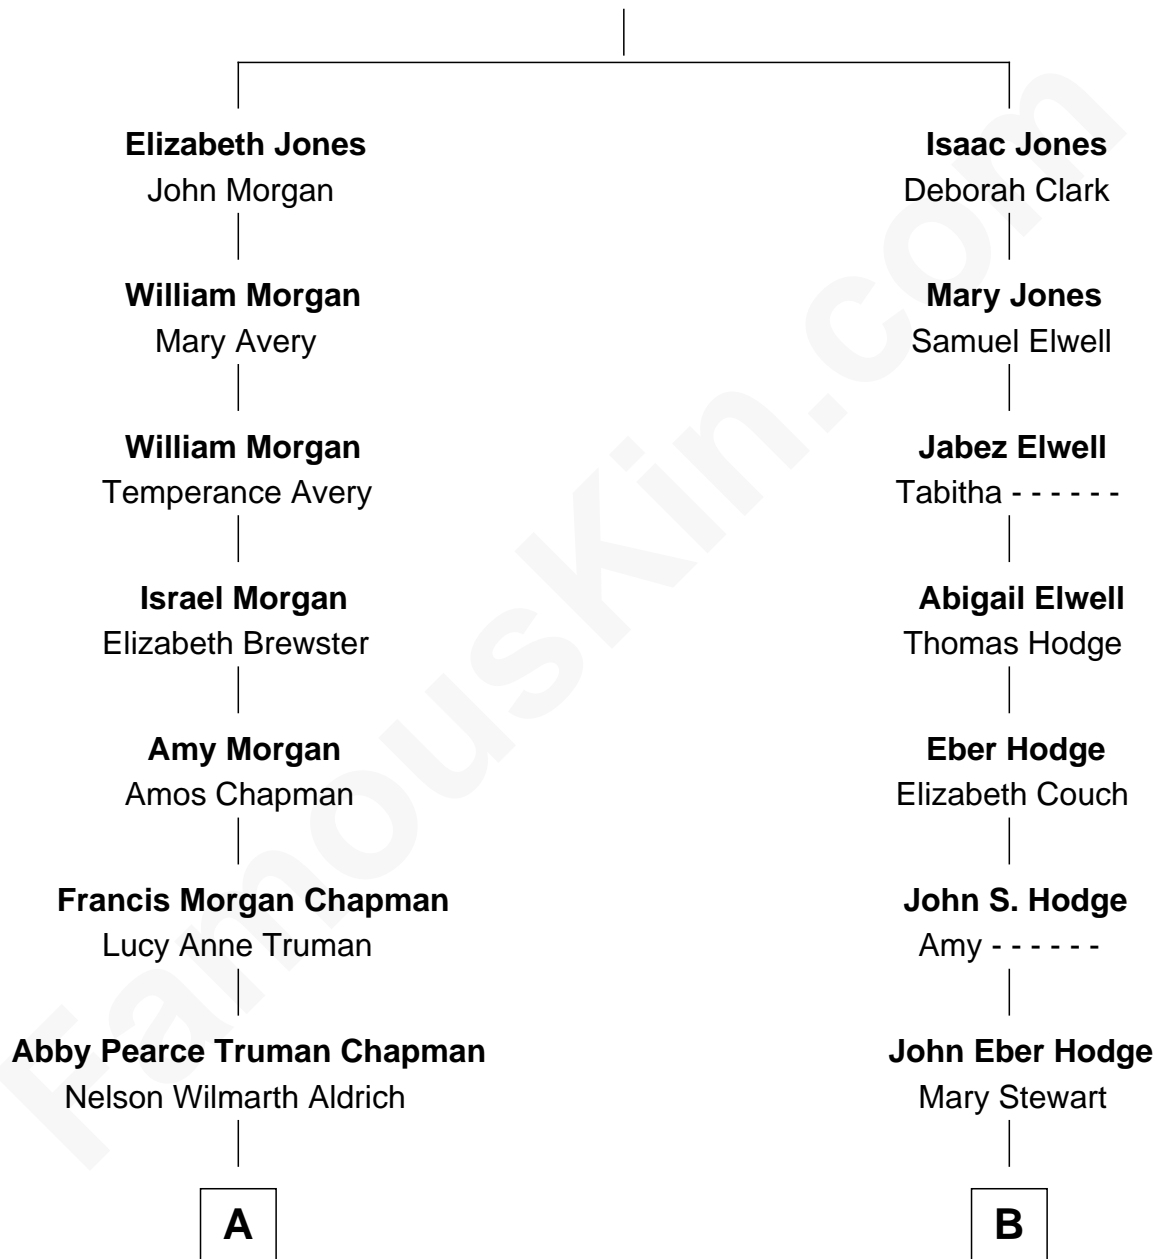 Elizabeth Jones
John Morgan
William Morgan
Mary Avery
William Morgan
Temperance Avery
Israel Morgan
Elizabeth Brewster
Amy Morgan
Amos Chapman
Francis Morgan Chapman
Lucy Anne Truman
Abby Pearce Truman Chapman
Nelson Wilmarth Aldrich
A
Isaac Jones
Deborah Clark
Mary Jones
Samuel Elwell
Jabez Elwell
Tabitha - - - - - -
Abigail Elwell
Thomas Hodge
Eber Hodge
Elizabeth Couch
John S. Hodge
Amy - - - - - -
John Eber Hodge
Mary Stewart
B
FamousKin.com